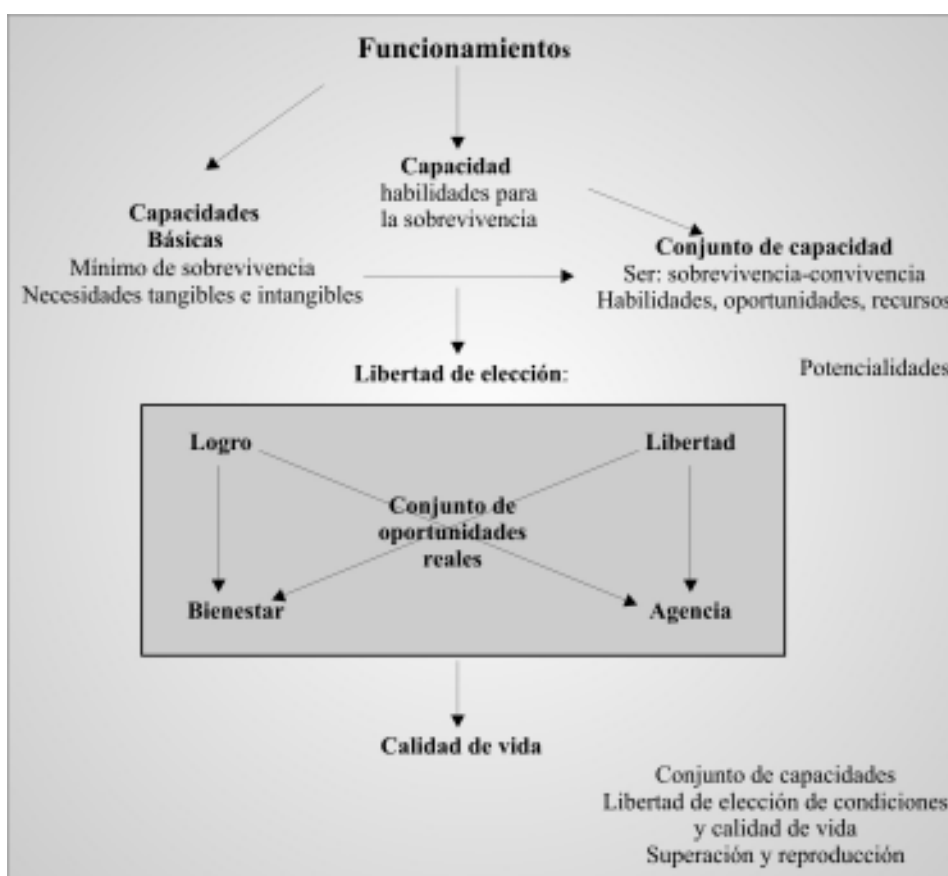 Funcionamientos
Capacidad
habilidades para
la sobrevivencia
Capacidades
Básicas
Mínimo de sobrevivencia
Necesidades tangibles e intangibles
Conjunto de capacidad
Ser: sobrevivencia-convivencia
Habilidades, oportunidades, recursos
Libertad de elección:
Potencialidades
Logro
Libertad
Conjunto de
oportunidades
reales
Bienestar
Agencia
Calidad de vida
Conjunto de capacidades
Libertad de elección de condiciones
y calidad de vida
Superación y reproducción